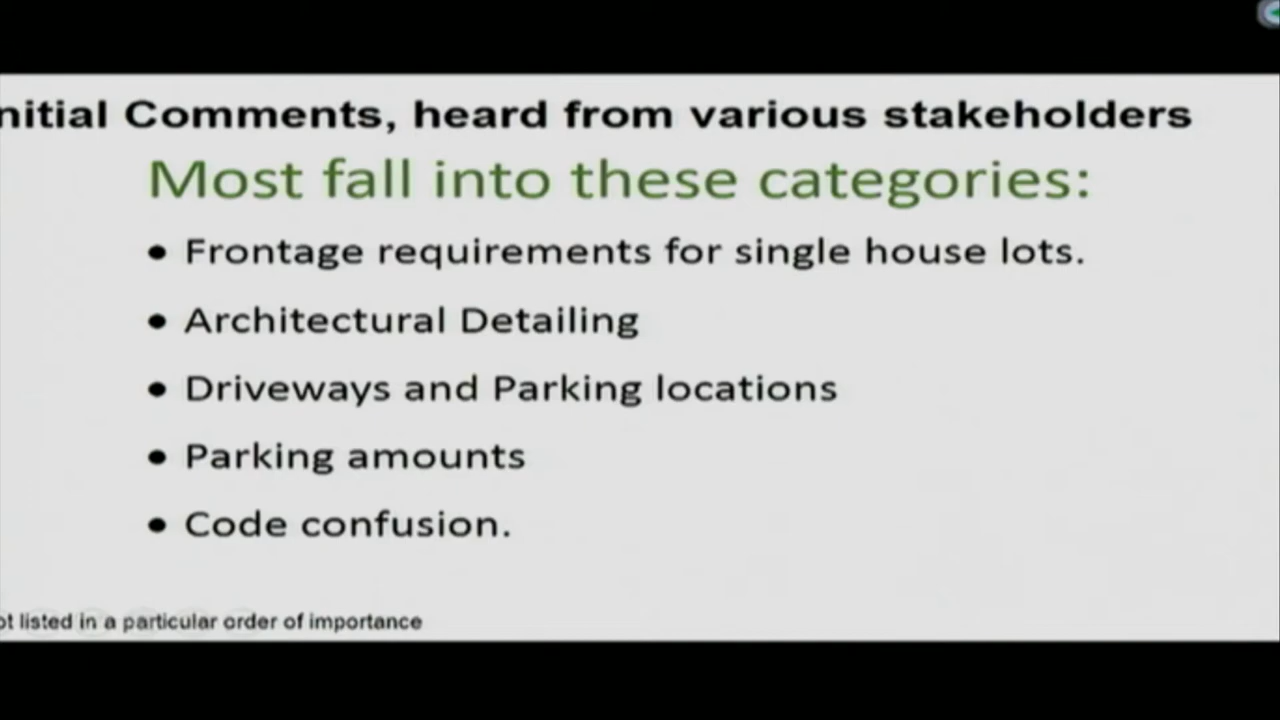 nitial Comments, heard from various stakeholders
Most fall into these categories:
• Frontage requirements for single house lots.
• Architectural Detailing
• Driveways and Parking locations
• Parking amounts
• Code confusion.
ot listed in a particular order of importance